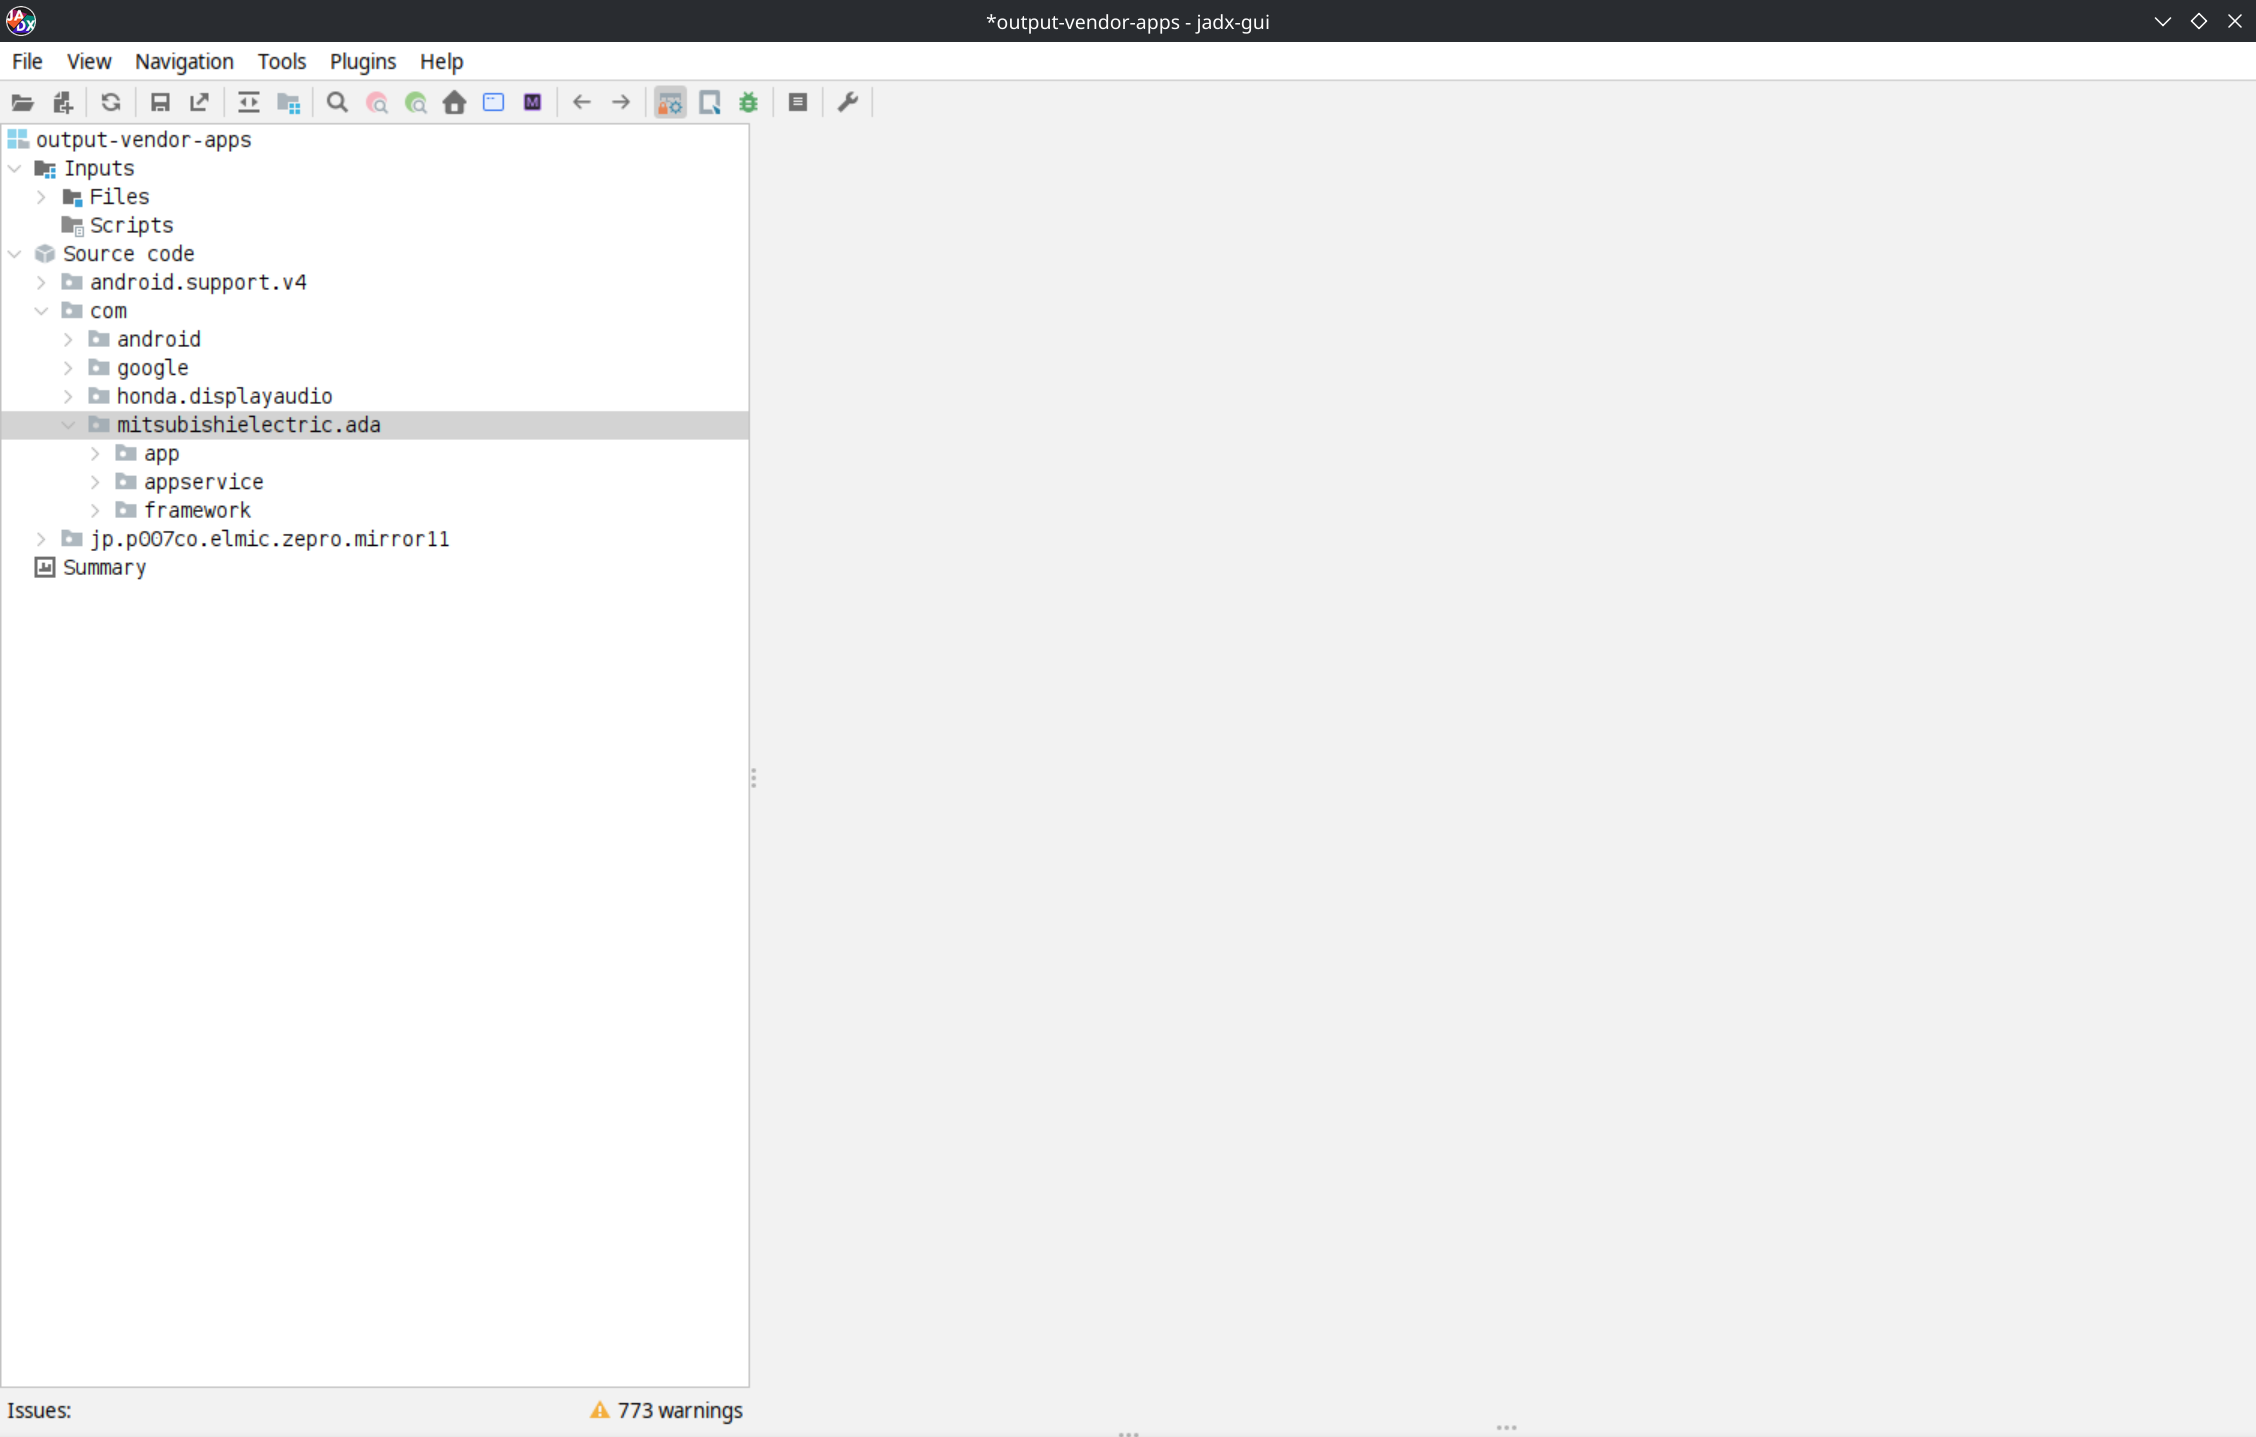 *output-vendor-apps - jadx-gui
File View Navigation Tools Plugins Help
output-vendor-apps
Inputs
Files
Scripts
Source code
android.support.v4
com
android
google
honda.displayaudio
mitsubishielectric.ada
app
appservice
framework
jp.p007co.elmic.zepro.mirror11
Summary
Issues: 773 warnings